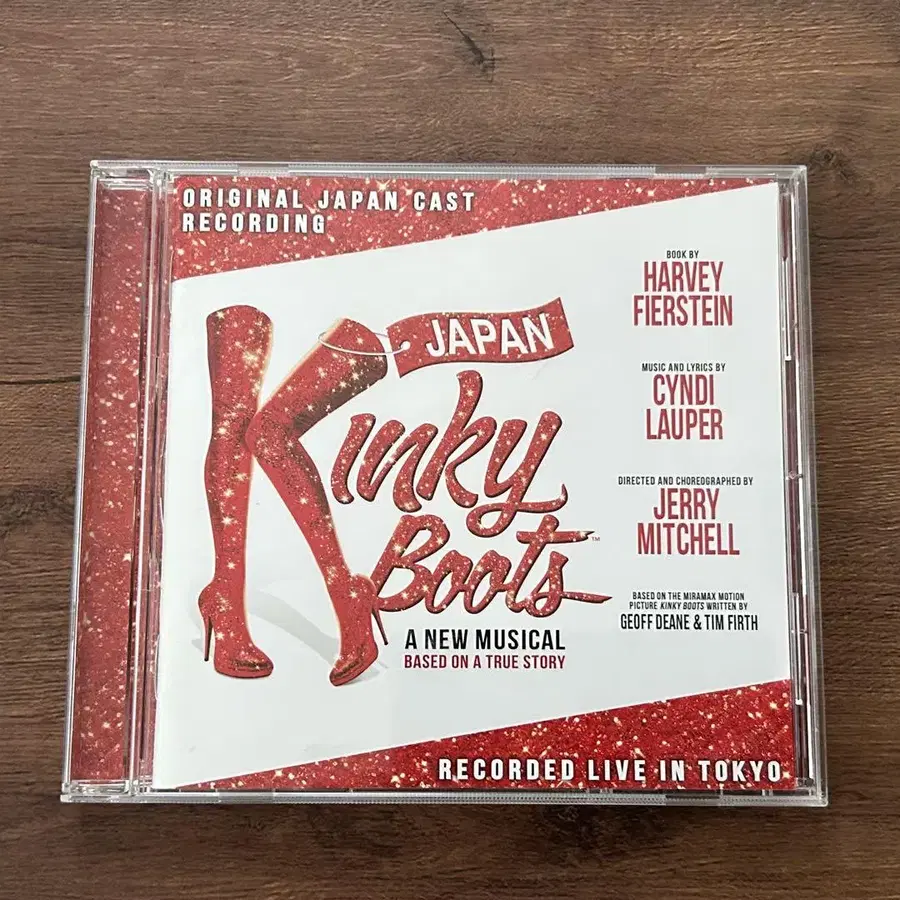 ORIGINAL JAPAN CAST
RECORDING
JAPAN
Kinky
Boots™
A NEW MUSICAL
BASED ON A TRUE STORY
BOOK BY
HARVEY
FIERSTEIN
MUSIC AND LYRICS BY
CYNDI
LAUPER
DIRECTED AND CHOREOGRAPHED BY
JERRY
MITCHELL
BASED ON THE MIRAMAX MOTION
PICTURE KINKY BOOTS WRITTEN BY
GEOFF DEANE & TIM FIRTH
RECORDED LIVE IN TOKYO